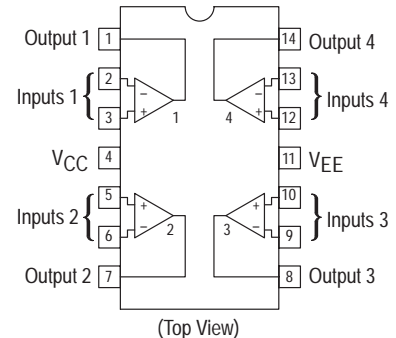 Output 1 1 14 Output 4
Inputs 1 { 2 − − 13 } Inputs 4
3 + 1 4 + 12
VCC 4 11 VEE
Inputs 2 { 5 + + 10 } Inputs 3
6 − 2 3 − 9
Output 2 7 8 Output 3
(Top View)